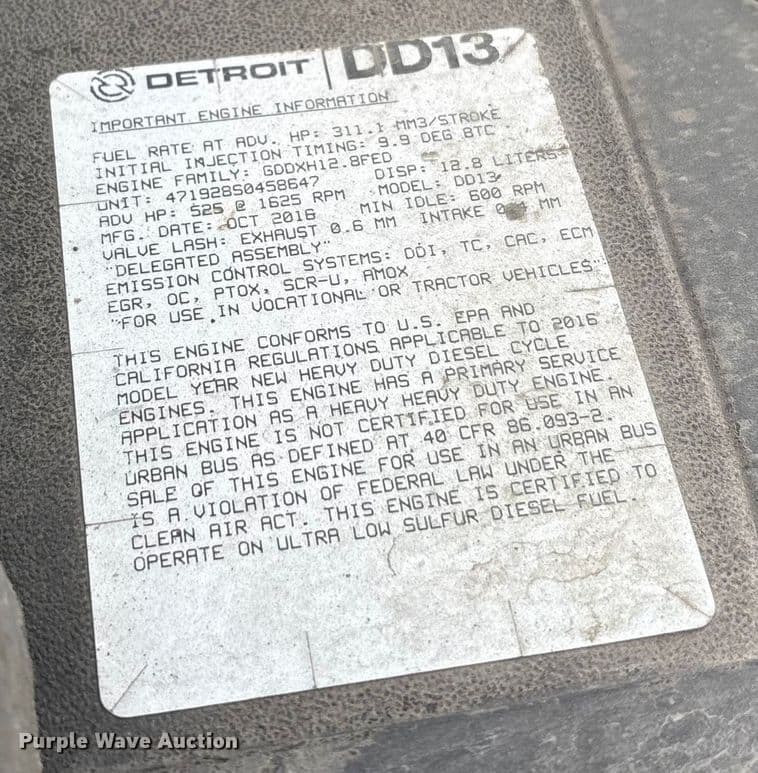 DETROIT | DD13
IMPORTANT ENGINE INFORMATION
FUEL RATE AT ADV. HP: 311.1 MM3/STROKE
INITIAL INJECTION TIMING: 9.9 DEG BTC
ENGINE FAMILY: GDDXH12.8FED DISP: 12.8 LITERS
UNIT: 471928S0458647 MODEL: DD13
ADV HP: 525 @ 1625 RPM MIN IDLE: 600 RPM
MFG. DATE: OCT 2016 INTAKE MM
VALVE LASH: EXHAUST 0.6 MM
"DELEGATED ASSEMBLY"
EMISSION CONTROL SYSTEMS: DDI, TC, CAC, ECM
EGR, OC, PTOX, SCR-U, AMOX
"FOR USE IN VOCATIONAL OR TRACTOR VEHICLES"
THIS ENGINE CONFORMS TO U.S. EPA AND
CALIFORNIA REGULATIONS APPLICABLE TO 2016
MODEL YEAR NEW HEAVY DUTY DIESEL CYCLE
ENGINES. THIS ENGINE HAS A PRIMARY SERVICE
APPLICATION AS A HEAVY HEAVY DUTY ENGINE.
THIS ENGINE IS NOT CERTIFIED FOR USE IN AN
URBAN BUS AS DEFINED AT 40 CFR 86.093-2.
SALE OF THIS ENGINE FOR USE IN AN URBAN BUS
IS A VIOLATION OF FEDERAL LAW UNDER THE
CLEAN AIR ACT. THIS ENGINE IS CERTIFIED TO
OPERATE ON ULTRA LOW SULFUR DIESEL FUEL.
Purple Wave Auction